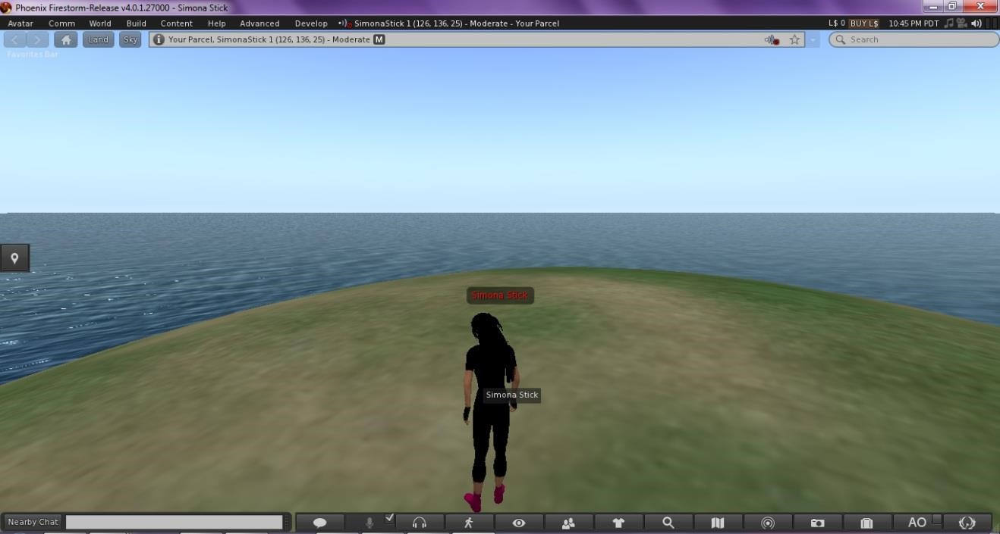 Phoenix Firestorm-Release v4.0.1.27000 - Simona Stick
Avatar Comm World Build Content Help Advanced Develop SimonaStick 1 (126, 136, 25) - Moderate - Your Parcel L$ 0 BUY L$ 10:45 PM PDT
Land Sky Your Parcel, SimonaStick 1 (126, 136, 25) - Moderate M Search
Favorites Bar
Simona Stick
Simona Stick
Nearby Chat AO